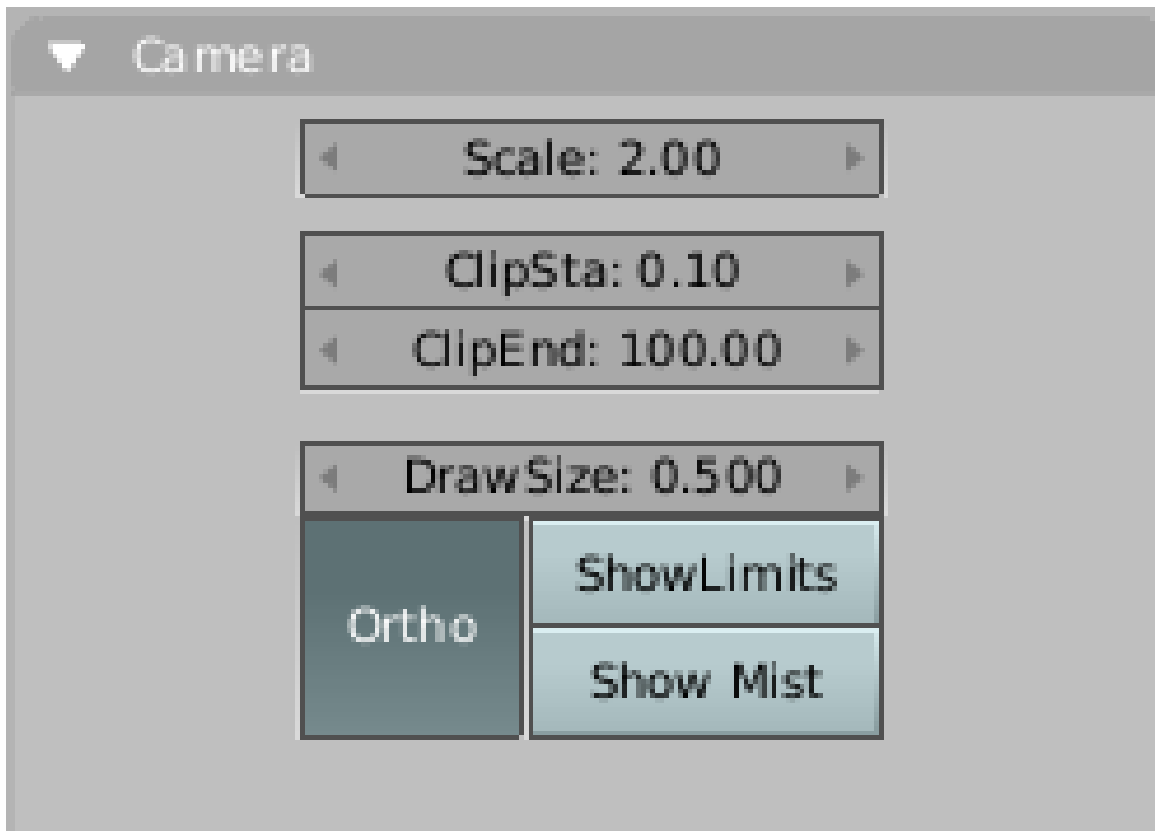 Camera
Scale: 2.00
ClipSta: 0.10
ClipEnd: 100.00
DrawSize: 0.500
Ortho
ShowLimits
Show Mist